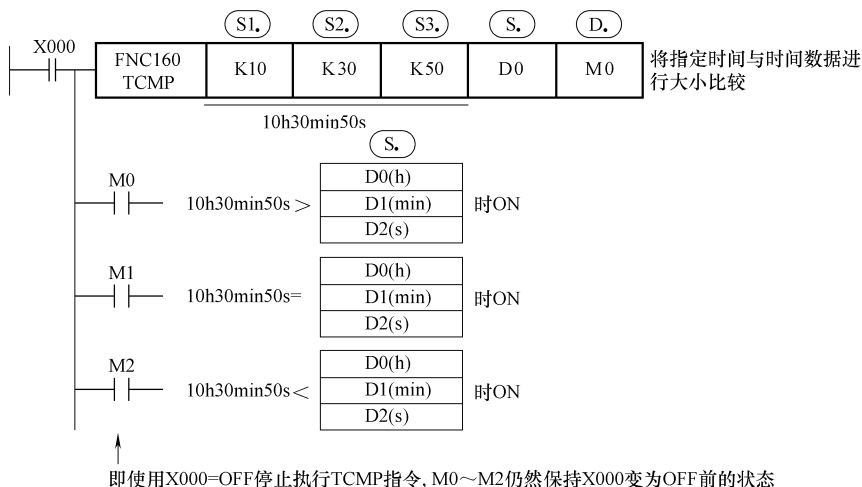 S1. S2. S3. S. D.
X000
FNC160 TCMP K10 K30 K50 D0 M0
将指定时间与时间数据进行大小比较
10h30min50s
S.
M0
10h30min50s >
D0(h)
D1(min)
D2(s)
时ON
M1
10h30min50s=
D0(h)
D1(min)
D2(s)
时ON
M2
10h30min50s<
D0(h)
D1(min)
D2(s)
时ON
即使用X000=OFF停止执行TCMP指令, M0～M2仍然保持X000变为OFF前的状态